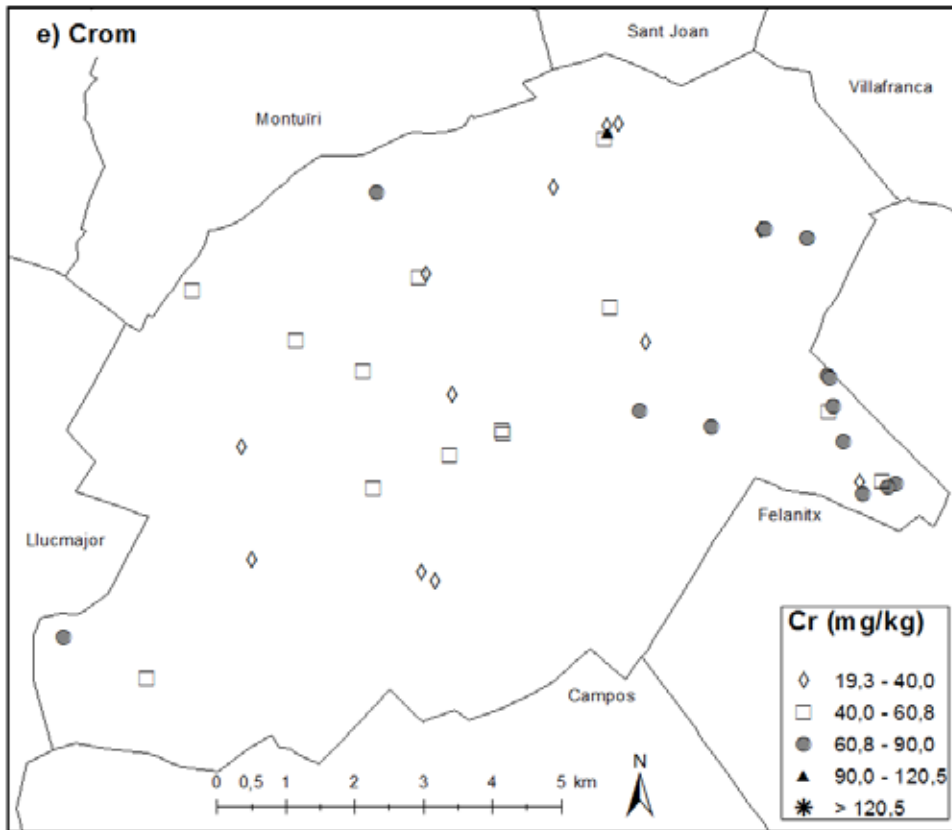 e) Crom
Sant Joan
Villafranca
Montuïri
Felanitx
Llucmajor
Campos
Cr (mg/kg)
19,3 - 40,0
40,0 - 60,8
60,8 - 90,0
90,0 - 120,5
> 120,5
N
0 0,5 1 2 3 4 5 km